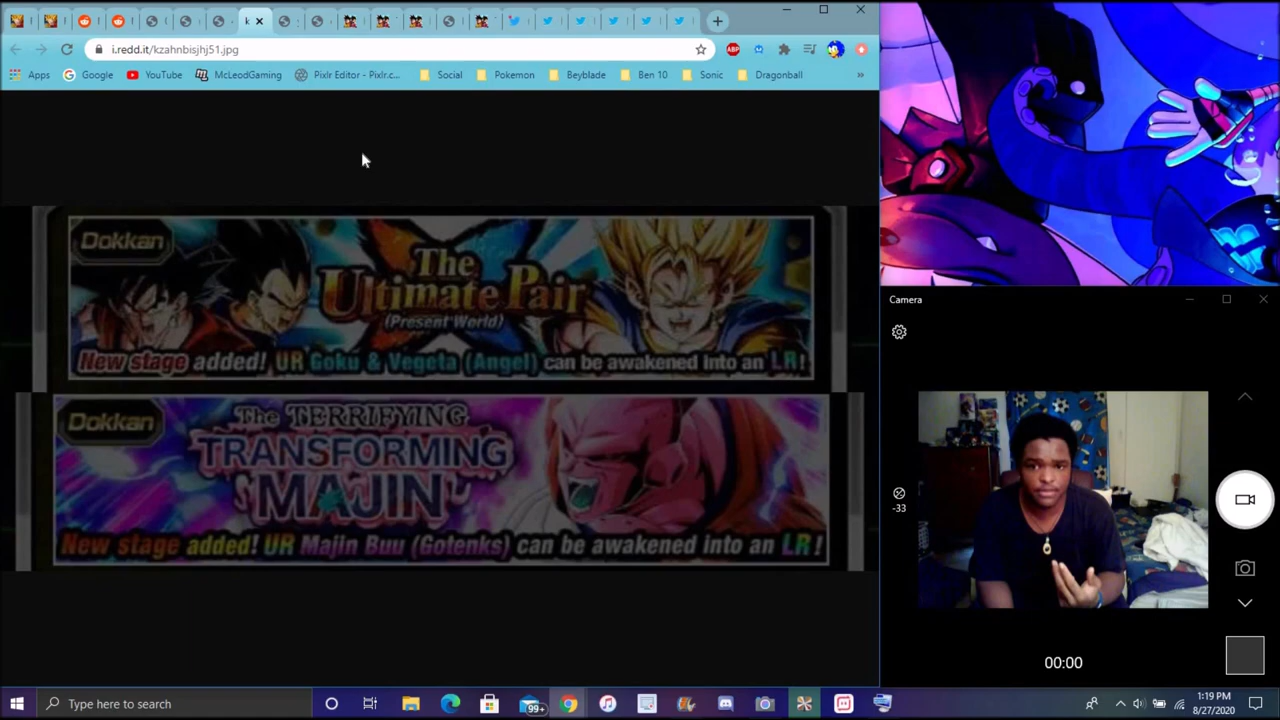 i.redd.it/kzahnbisjhj51.jpg
ABP
Apps Google YouTube McLeodGaming Pixlr Editor - Pixlr.c... Social Pokemon Beyblade Ben 10 Sonic Dragonball »
Dokkan
The
Ultimate Pair
(Present World)
New stage added! UR Goku & Vegeta (Angel) can be awakened into an LR!
Dokkan
The TERRIFYING
TRANSFORMING
MAJIN
New stage added! UR Majin Buu (Gotenks) can be awakened into an LR!
Camera
-33
00:00
Type here to search
99+
1:19 PM
8/27/2020